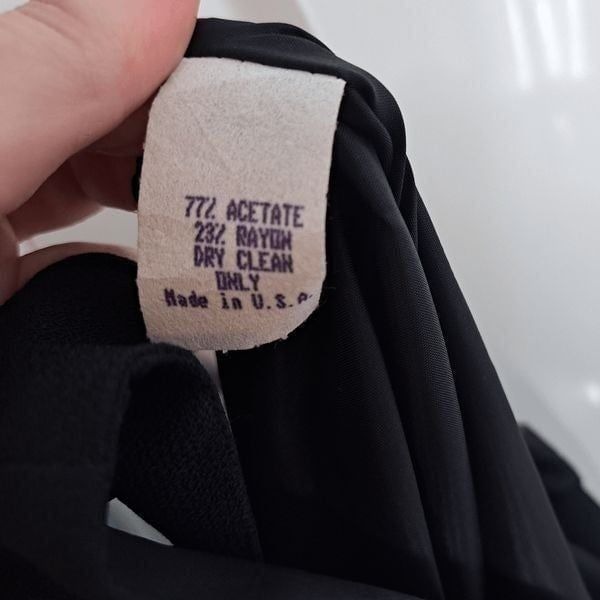 77% ACETATE
23% RAYON
DRY CLEAN
ONLY
Made in U.S.A